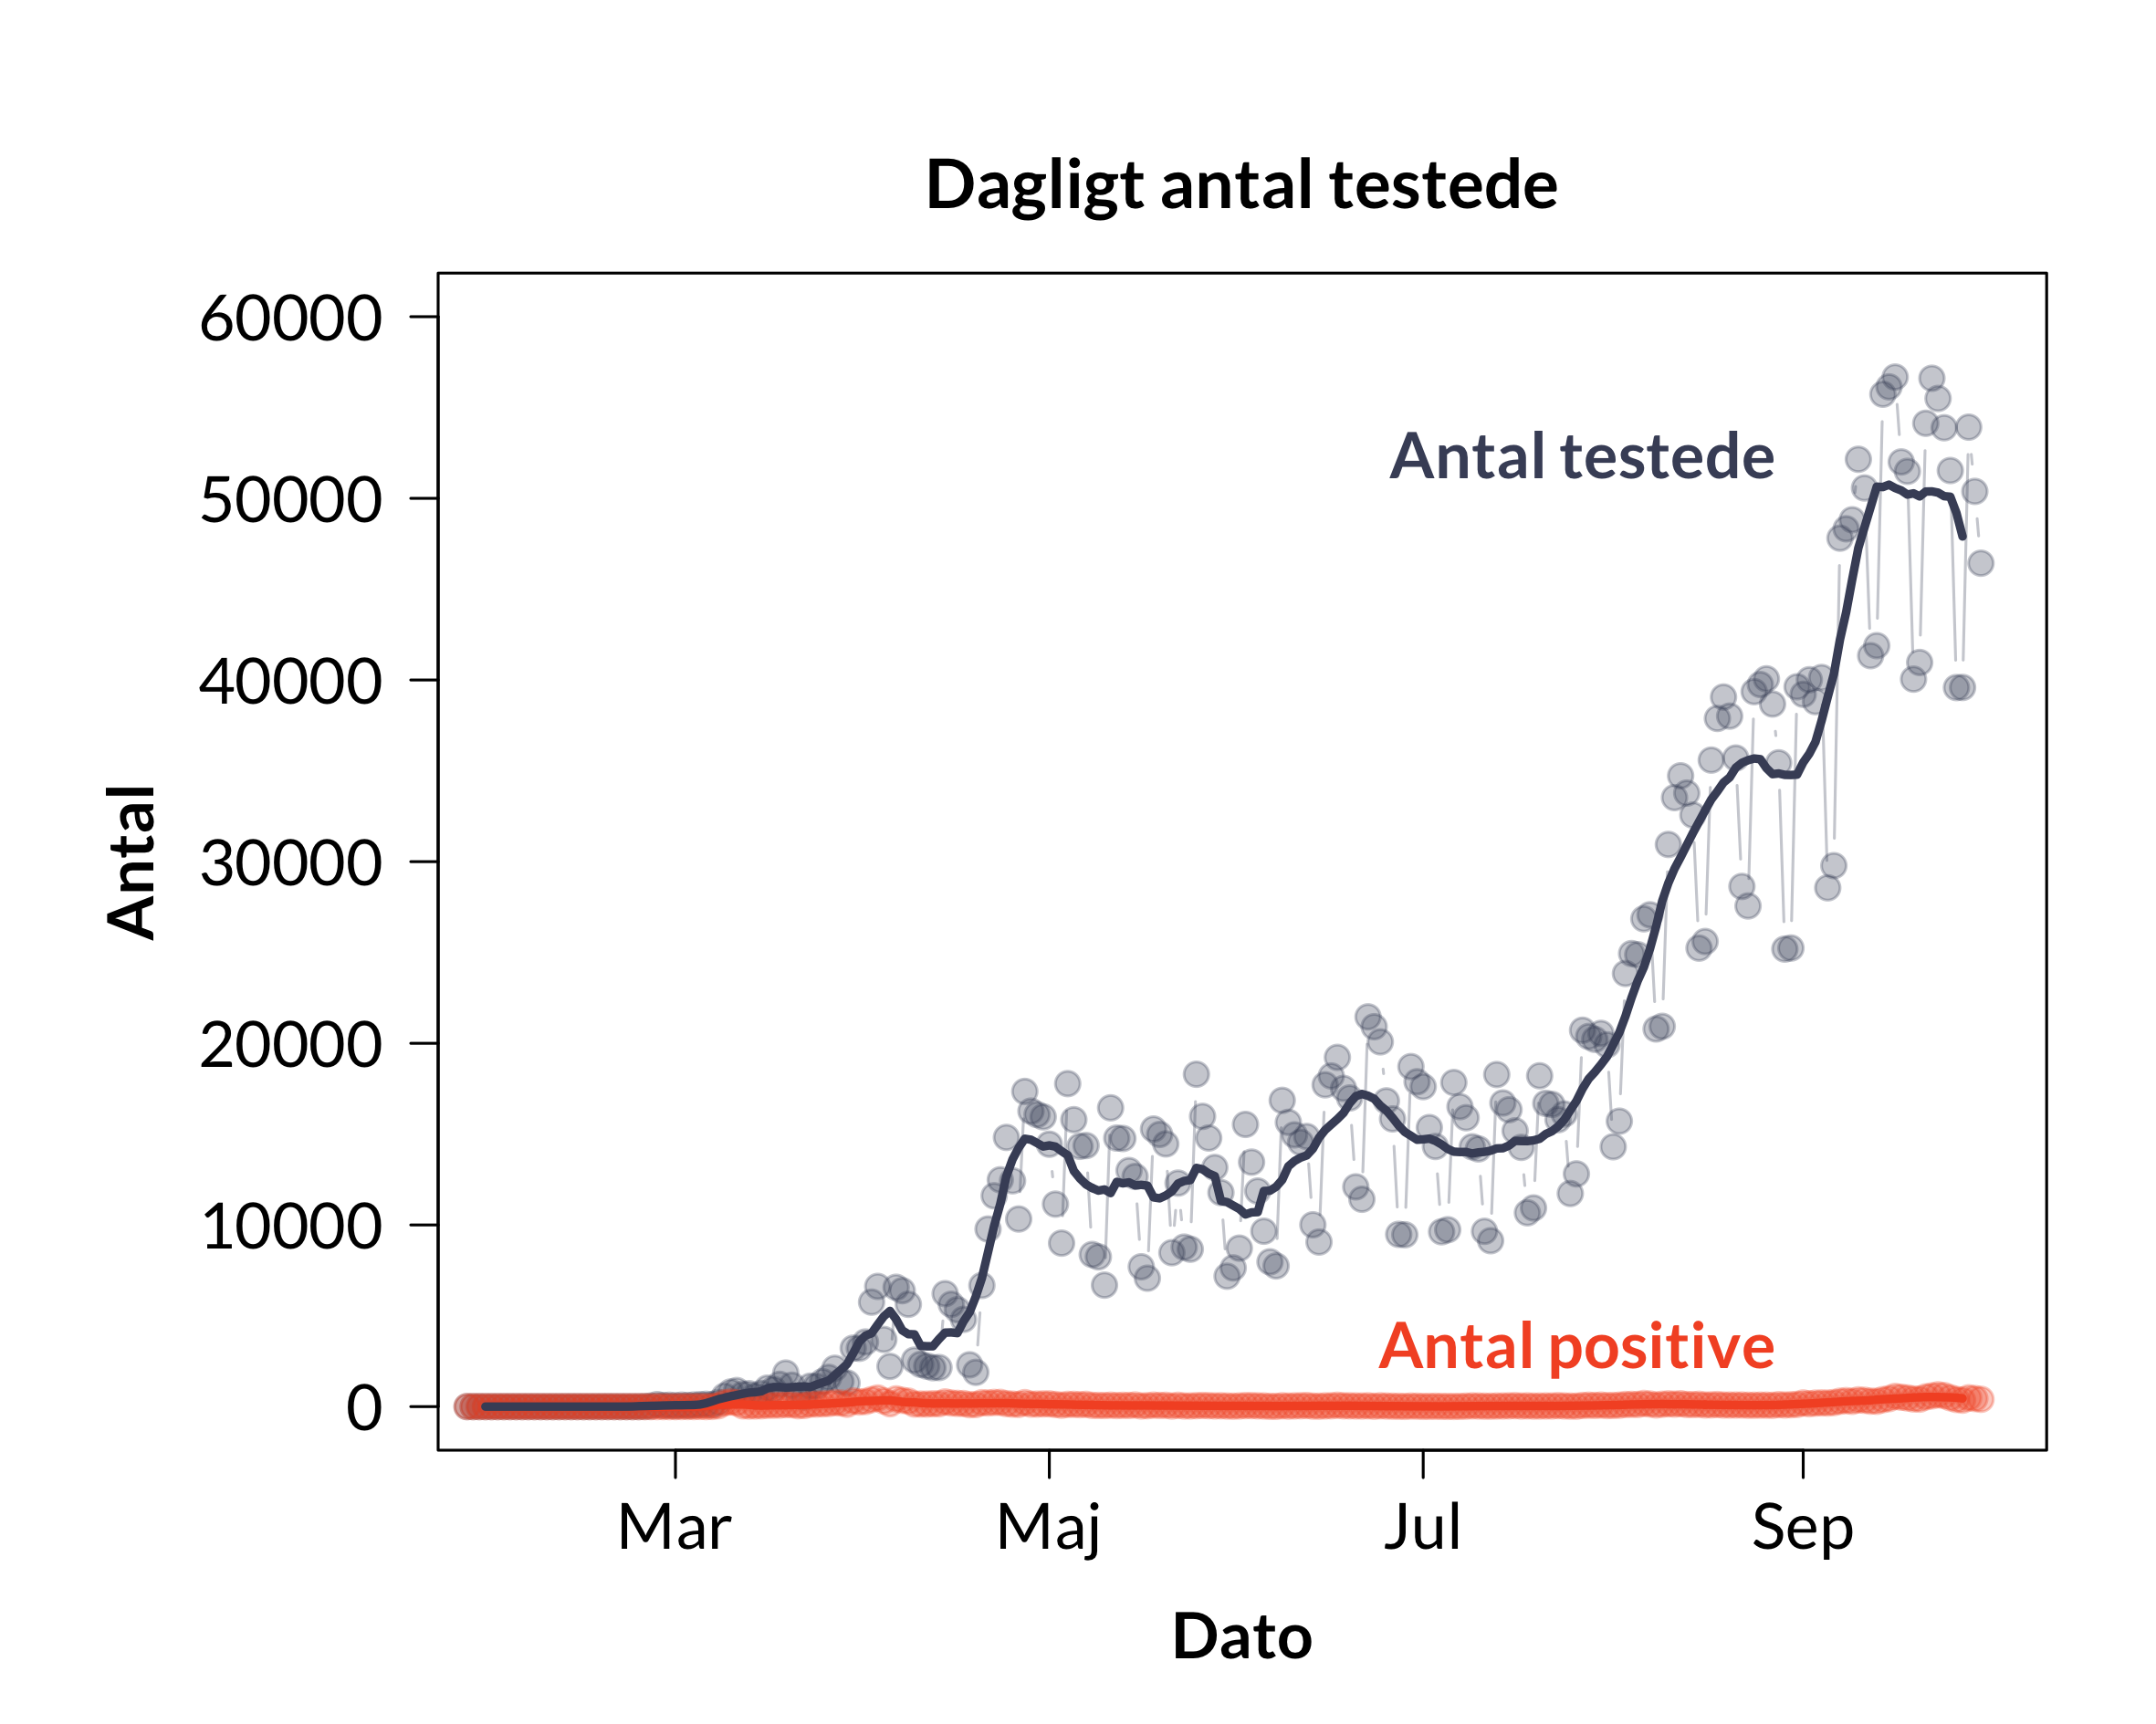 Dagligt antal testede
60000
50000
40000
30000
20000
10000
0
Antal
Antal testede
Antal positive
Mar
Maj
Jul
Sep
Dato